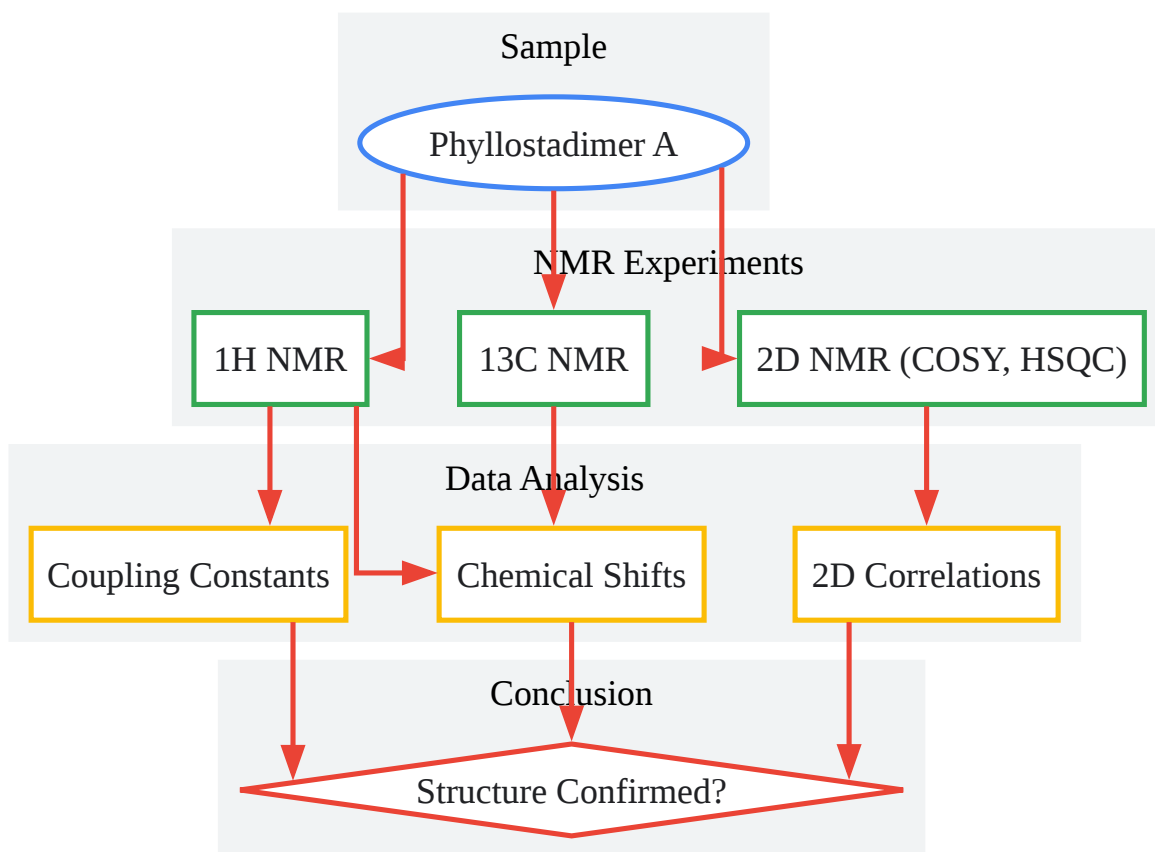 Sample
Phyllostadimer A
NMR Experiments
1H NMR
13C NMR
2D NMR (COSY, HSQC)
Data Analysis
Coupling Constants
Chemical Shifts
2D Correlations
Conclusion
Structure Confirmed?